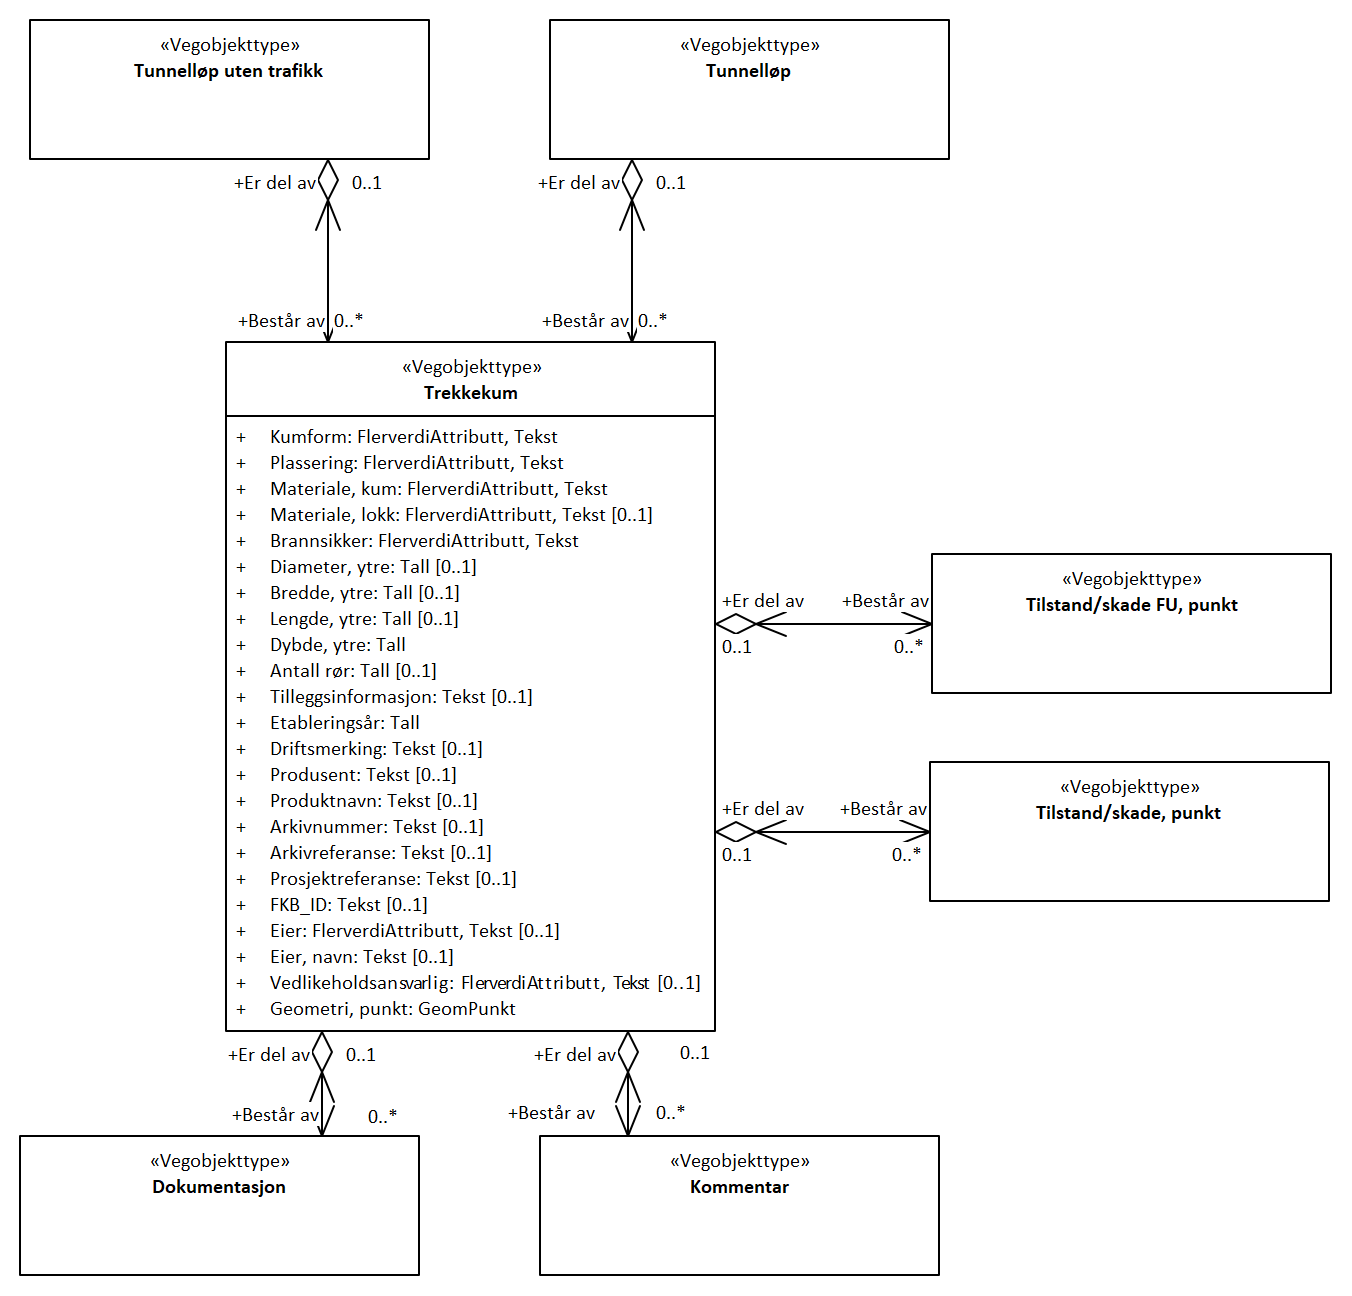 «Vegobjekttype»
Tunnelløp uten trafikk
«Vegobjekttype»
Tunnelløp
+Er del av 0..1
+Er del av 0..1
+Består av 0..*
+Består av 0..*
«Vegobjekttype»
Trekkekum
+ Kumform: FlerverdiAttributt, Tekst
+ Plassering: FlerverdiAttributt, Tekst
+ Materiale, kum: FlerverdiAttributt, Tekst
+ Materiale, lokk: FlerverdiAttributt, Tekst [0..1]
+ Brannsikker: FlerverdiAttributt, Tekst
+ Diameter, ytre: Tall [0..1]
+ Bredde, ytre: Tall [0..1]
+ Lengde, ytre: Tall [0..1]
+ Dybde, ytre: Tall
+ Antall rør: Tall [0..1]
+ Tilleggsinformasjon: Tekst [0..1]
+ Etableringsår: Tall
+ Driftsmerking: Tekst [0..1]
+ Produsent: Tekst [0..1]
+ Produktnavn: Tekst [0..1]
+ Arkivnummer: Tekst [0..1]
+ Arkivreferanse: Tekst [0..1]
+ Prosjektreferanse: Tekst [0..1]
+ FKB_ID: Tekst [0..1]
+ Eier: FlerverdiAttributt, Tekst [0..1]
+ Eier, navn: Tekst [0..1]
+ Vedlikeholdsansvarlig: FlerverdiAttributt, Tekst [0..1]
+ Geometri, punkt: GeomPunkt
+Er del av +Består av
0..1 0..*
«Vegobjekttype»
Tilstand/skade FU, punkt
+Er del av +Består av
0..1 0..*
«Vegobjekttype»
Tilstand/skade, punkt
+Er del av 0..1
+Er del av 0..1
+Består av 0..*
+Består av 0..*
«Vegobjekttype»
Dokumentasjon
«Vegobjekttype»
Kommentar